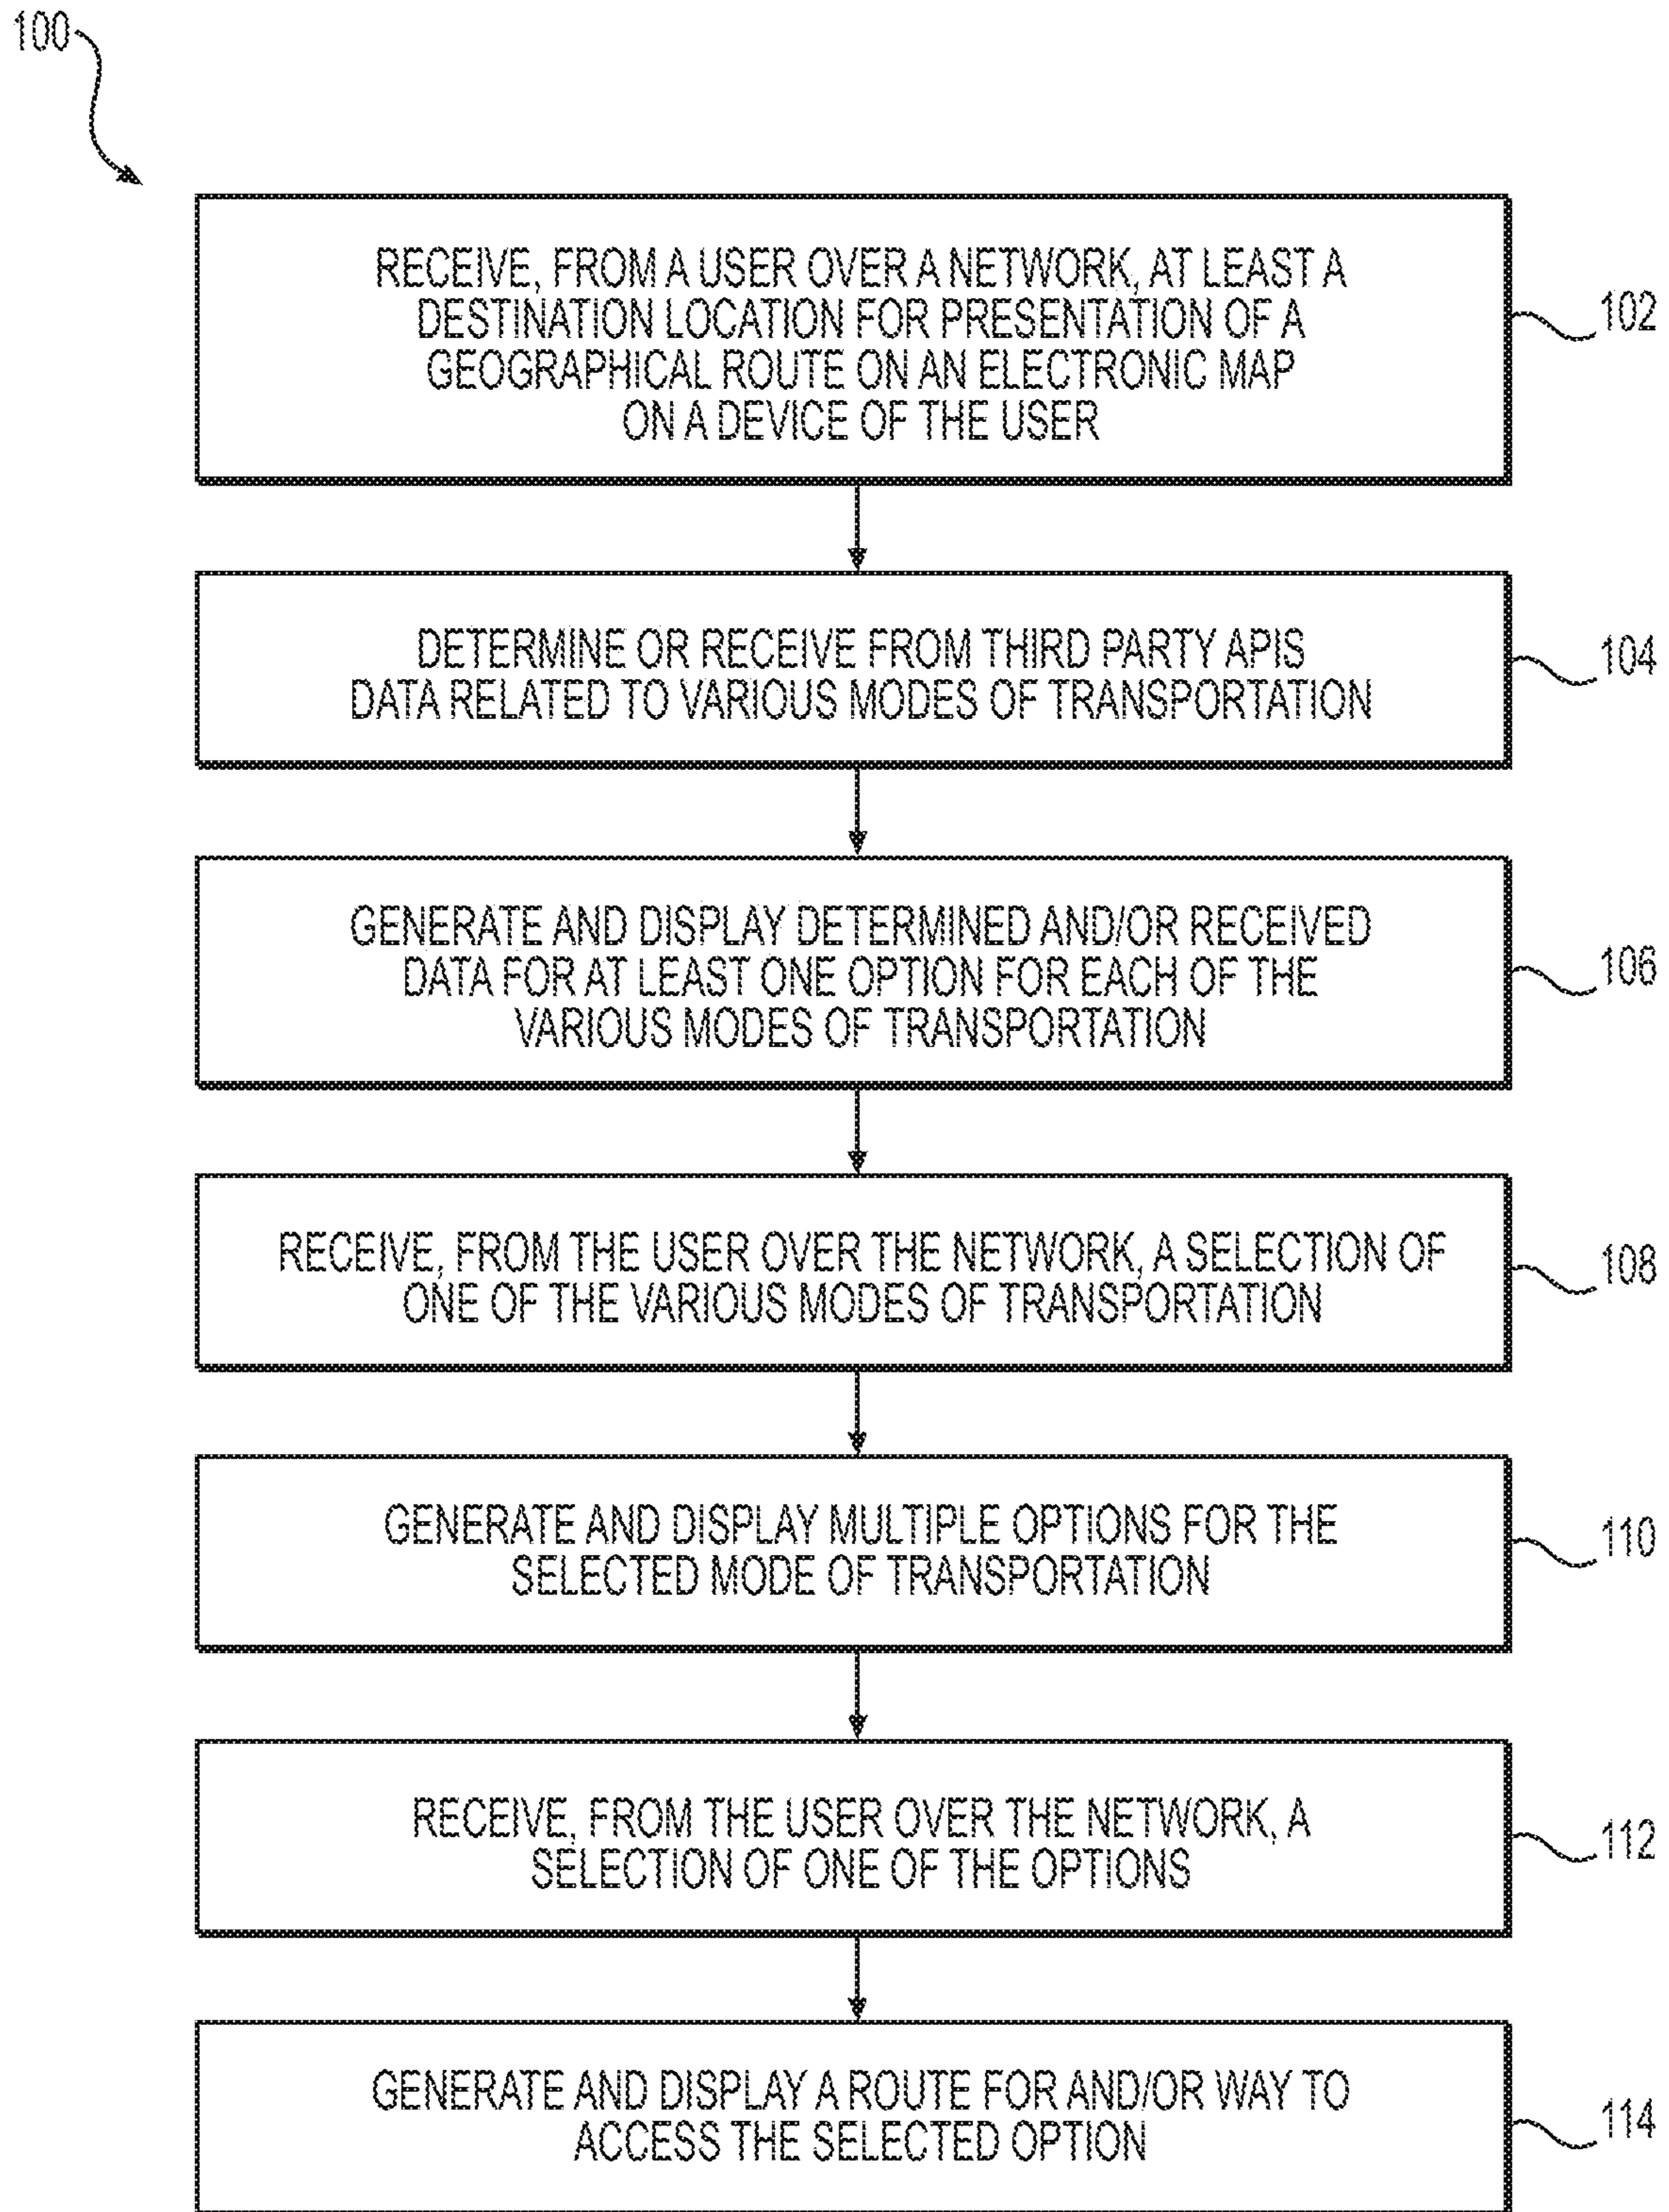 100
RECEIVE, FROM A USER OVER A NETWORK, AT LEAST A
DESTINATION LOCATION FOR PRESENTATION OF A
GEOGRAPHICAL ROUTE ON AN ELECTRONIC MAP
ON A DEVICE OF THE USER
102
DETERMINE OR RECEIVE FROM THIRD PARTY APIS
DATA RELATED TO VARIOUS MODES OF TRANSPORTATION
104
GENERATE AND DISPLAY DETERMINED AND/OR RECEIVED
DATA FOR AT LEAST ONE OPTION FOR EACH OF THE
VARIOUS MODES OF TRANSPORTATION
106
RECEIVE, FROM THE USER OVER THE NETWORK, A SELECTION OF
ONE OF THE VARIOUS MODES OF TRANSPORTATION
108
GENERATE AND DISPLAY MULTIPLE OPTIONS FOR THE
SELECTED MODE OF TRANSPORTATION
110
RECEIVE, FROM THE USER OVER THE NETWORK, A
SELECTION OF ONE OF THE OPTIONS
112
GENERATE AND DISPLAY A ROUTE FOR AND/OR WAY TO
ACCESS THE SELECTED OPTION
114